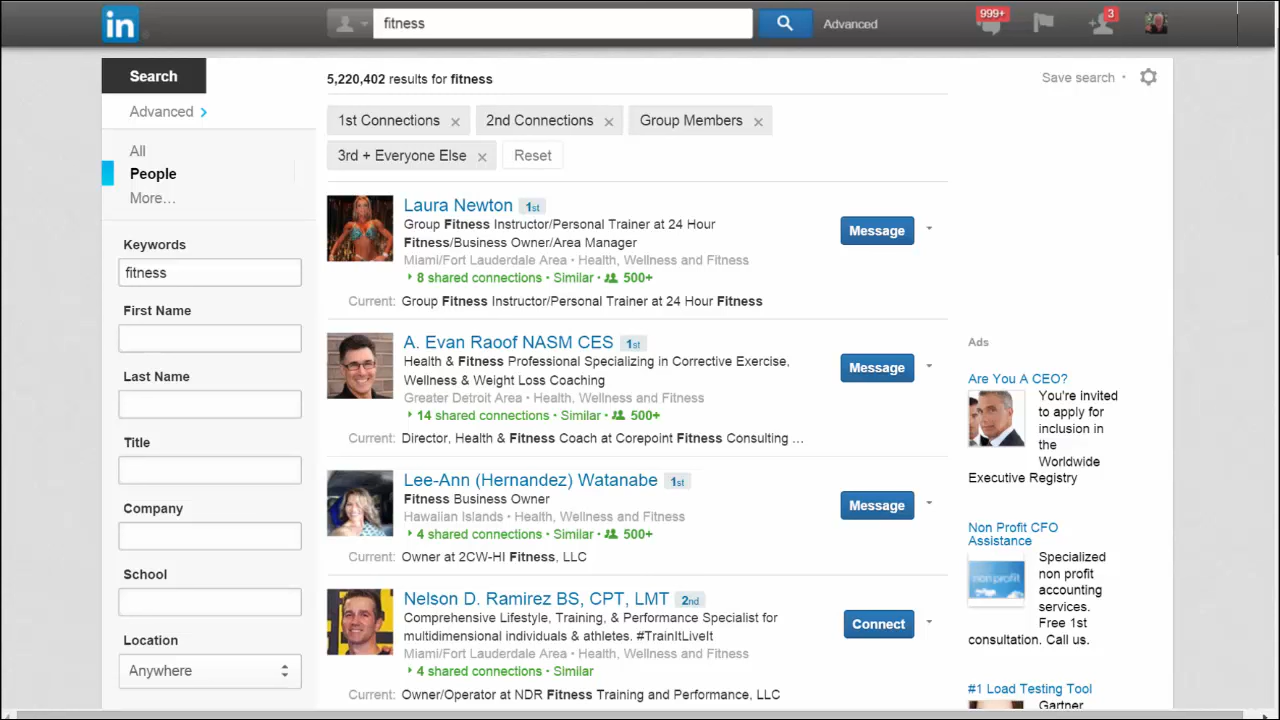 in
fitness
Advanced
999+
3
Search
Advanced
All
People
More...
Keywords
fitness
First Name
Last Name
Title
Company
School
Location
Anywhere
5,220,402 results for fitness
Save search
1st Connections
2nd Connections
Group Members
3rd + Everyone Else
Reset
Laura Newton 1st
Group Fitness Instructor/Personal Trainer at 24 Hour
Fitness/Business Owner/Area Manager
Miami/Fort Lauderdale Area • Health, Wellness and Fitness
8 shared connections • Similar • 500+
Current: Group Fitness Instructor/Personal Trainer at 24 Hour Fitness
Message
A. Evan Raoof NASM CES 1st
Health & Fitness Professional Specializing in Corrective Exercise,
Wellness & Weight Loss Coaching
Greater Detroit Area • Health, Wellness and Fitness
14 shared connections • Similar • 500+
Current: Director, Health & Fitness Coach at Corepoint Fitness Consulting ...
Message
Lee-Ann (Hernandez) Watanabe 1st
Fitness Business Owner
Hawaiian Islands • Health, Wellness and Fitness
4 shared connections • Similar • 500+
Current: Owner at 2CW-HI Fitness, LLC
Message
Nelson D. Ramirez BS, CPT, LMT 2nd
Comprehensive Lifestyle, Training, & Performance Specialist for
multidimensional individuals & athletes. #TrainItLiveIt
Miami/Fort Lauderdale Area • Health, Wellness and Fitness
4 shared connections • Similar
Current: Owner/Operator at NDR Fitness Training and Performance, LLC
Connect
Ads
Are You A CEO?
You're invited
to apply for
inclusion in
the
Worldwide
Executive Registry
Non Profit CFO
Assistance
non profit
Specialized
non profit
accounting
services.
Free 1st
consultation. Call us.
#1 Load Testing Tool
Gartner